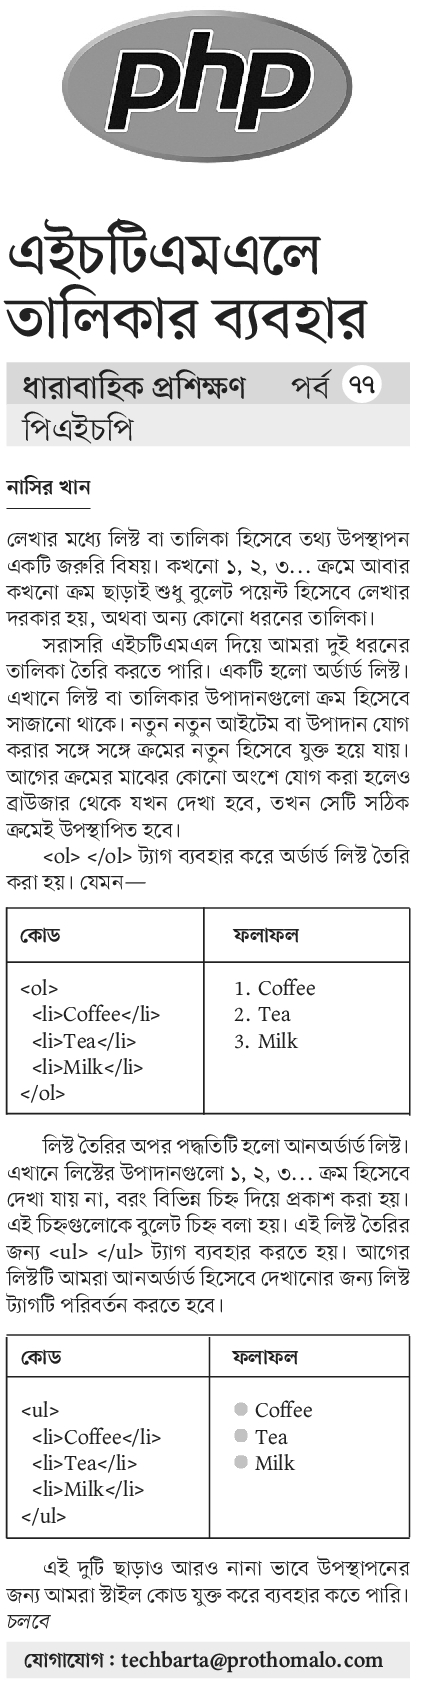 php
এইচটিএমএলে
তালিকার ব্যবহার
ধারাবাহিক প্রশিক্ষণ পর্ব ৭৭
পিএইচপি
নাসির খান
লেখার মধ্যে লিস্ট বা তালিকা হিসেবে তথ্য উপস্থাপন
একটি জরুরি বিষয়। কখনো ১, ২, ৩... ক্রমে আবার
কখনো ক্রম ছাড়াই শুধু বুলেট পয়েন্ট হিসেবে লেখার
দরকার হয়, অথবা অন্য কোনো ধরনের তালিকা।
সরাসরি এইচটিএমএল দিয়ে আমরা দুই ধরনের
তালিকা তৈরি করতে পারি। একটি হলো অর্ডার্ড লিস্ট।
এখানে লিস্ট বা তালিকার উপাদানগুলো ক্রম হিসেবে
সাজানো থাকে। নতুন নতুন আইটেম বা উপাদান যোগ
করার সঙ্গে সঙ্গে ক্রমের নতুন হিসেবে যুক্ত হয়ে যায়।
আগের ক্রমের মাঝের কোনো অংশে যোগ করা হলেও
ব্রাউজার থেকে যখন দেখা হবে, তখন সেটি সঠিক
ক্রমেই উপস্থাপিত হবে।
<ol> </ol> ট্যাগ ব্যবহার করে অর্ডার্ড লিস্ট তৈরি
করা হয়। যেমন—
কোড ফলাফল
<ol> 1. Coffee
<li>Coffee</li> 2. Tea
<li>Tea</li> 3. Milk
<li>Milk</li>
</ol>
লিস্ট তৈরির অপর পদ্ধতিটি হলো আনঅর্ডার্ড লিস্ট।
এখানে লিস্টের উপাদানগুলো ১, ২, ৩... ক্রম হিসেবে
দেখা যায় না, বরং বিভিন্ন চিহ্ন দিয়ে প্রকাশ করা হয়।
এই চিহ্নগুলোকে বুলেট চিহ্ন বলা হয়। এই লিস্ট তৈরির
জন্য <ul> </ul> ট্যাগ ব্যবহার করতে হয়। আগের
লিস্টটি আমরা আনঅর্ডার্ড হিসেবে দেখানোর জন্য লিস্ট
ট্যাগটি পরিবর্তন করতে হবে।
কোড ফলাফল
<ul> ● Coffee
<li>Coffee</li> ● Tea
<li>Tea</li> ● Milk
<li>Milk</li>
</ul>
এই দুটি ছাড়াও আরও নানা ভাবে উপস্থাপনের
জন্য আমরা স্টাইল কোড যুক্ত করে ব্যবহার কতে পারি।
চলবে
যোগাযোগ : techbarta@prothomalo.com